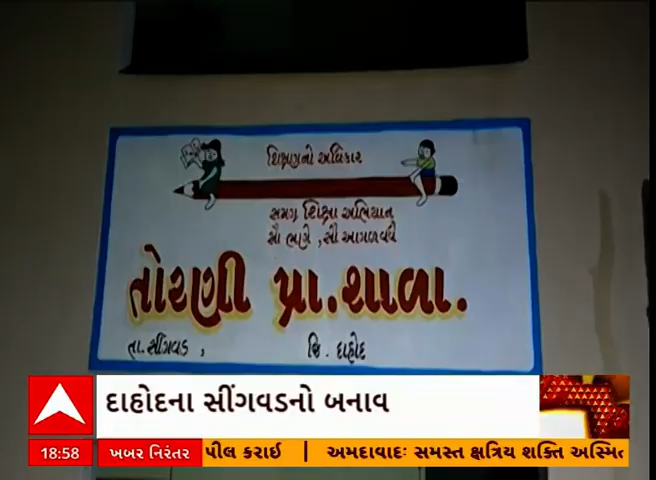 શિક્ષણનો અધિકાર
સમગ્ર શિક્ષા અભિયાન
સૌ ભણે , સૌ આગળ વધે
તોરણી પ્રા.શાળા.
તા. સીંગવડ , જિ. દાહોદ
દાહોદના સીંગવડનો બનાવ
18:58 ખબર નિરંતર પીલ કરાઇ | અમદાવાદઃ સમસ્ત ક્ષત્રિય શક્તિ અસ્મિત